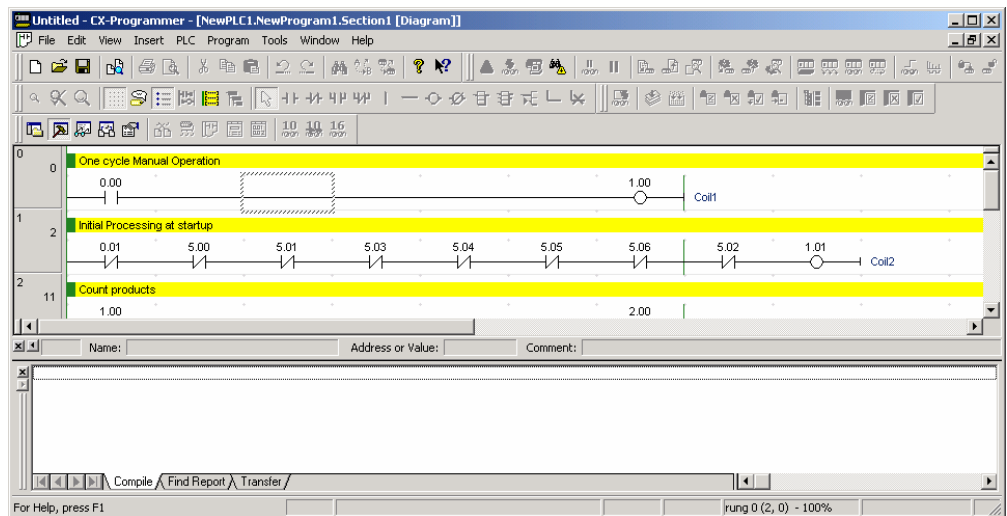 Untitled - CX-Programmer - [NewPLC1.NewProgram1.Section1 [Diagram]]
File Edit View Insert PLC Program Tools Window Help
10 10 16
0 0 One cycle Manual Operation
0.00 1.00
Coil1
1 2 Initial Processing at startup
0.01 5.00 5.01 5.03 5.04 5.05 5.06 5.02 1.01
Coil2
2 11 Count products
1.00 2.00
Name: Address or Value: Comment:
Compile Find Report Transfer
For Help, press F1 rung 0 (2, 0) - 100%